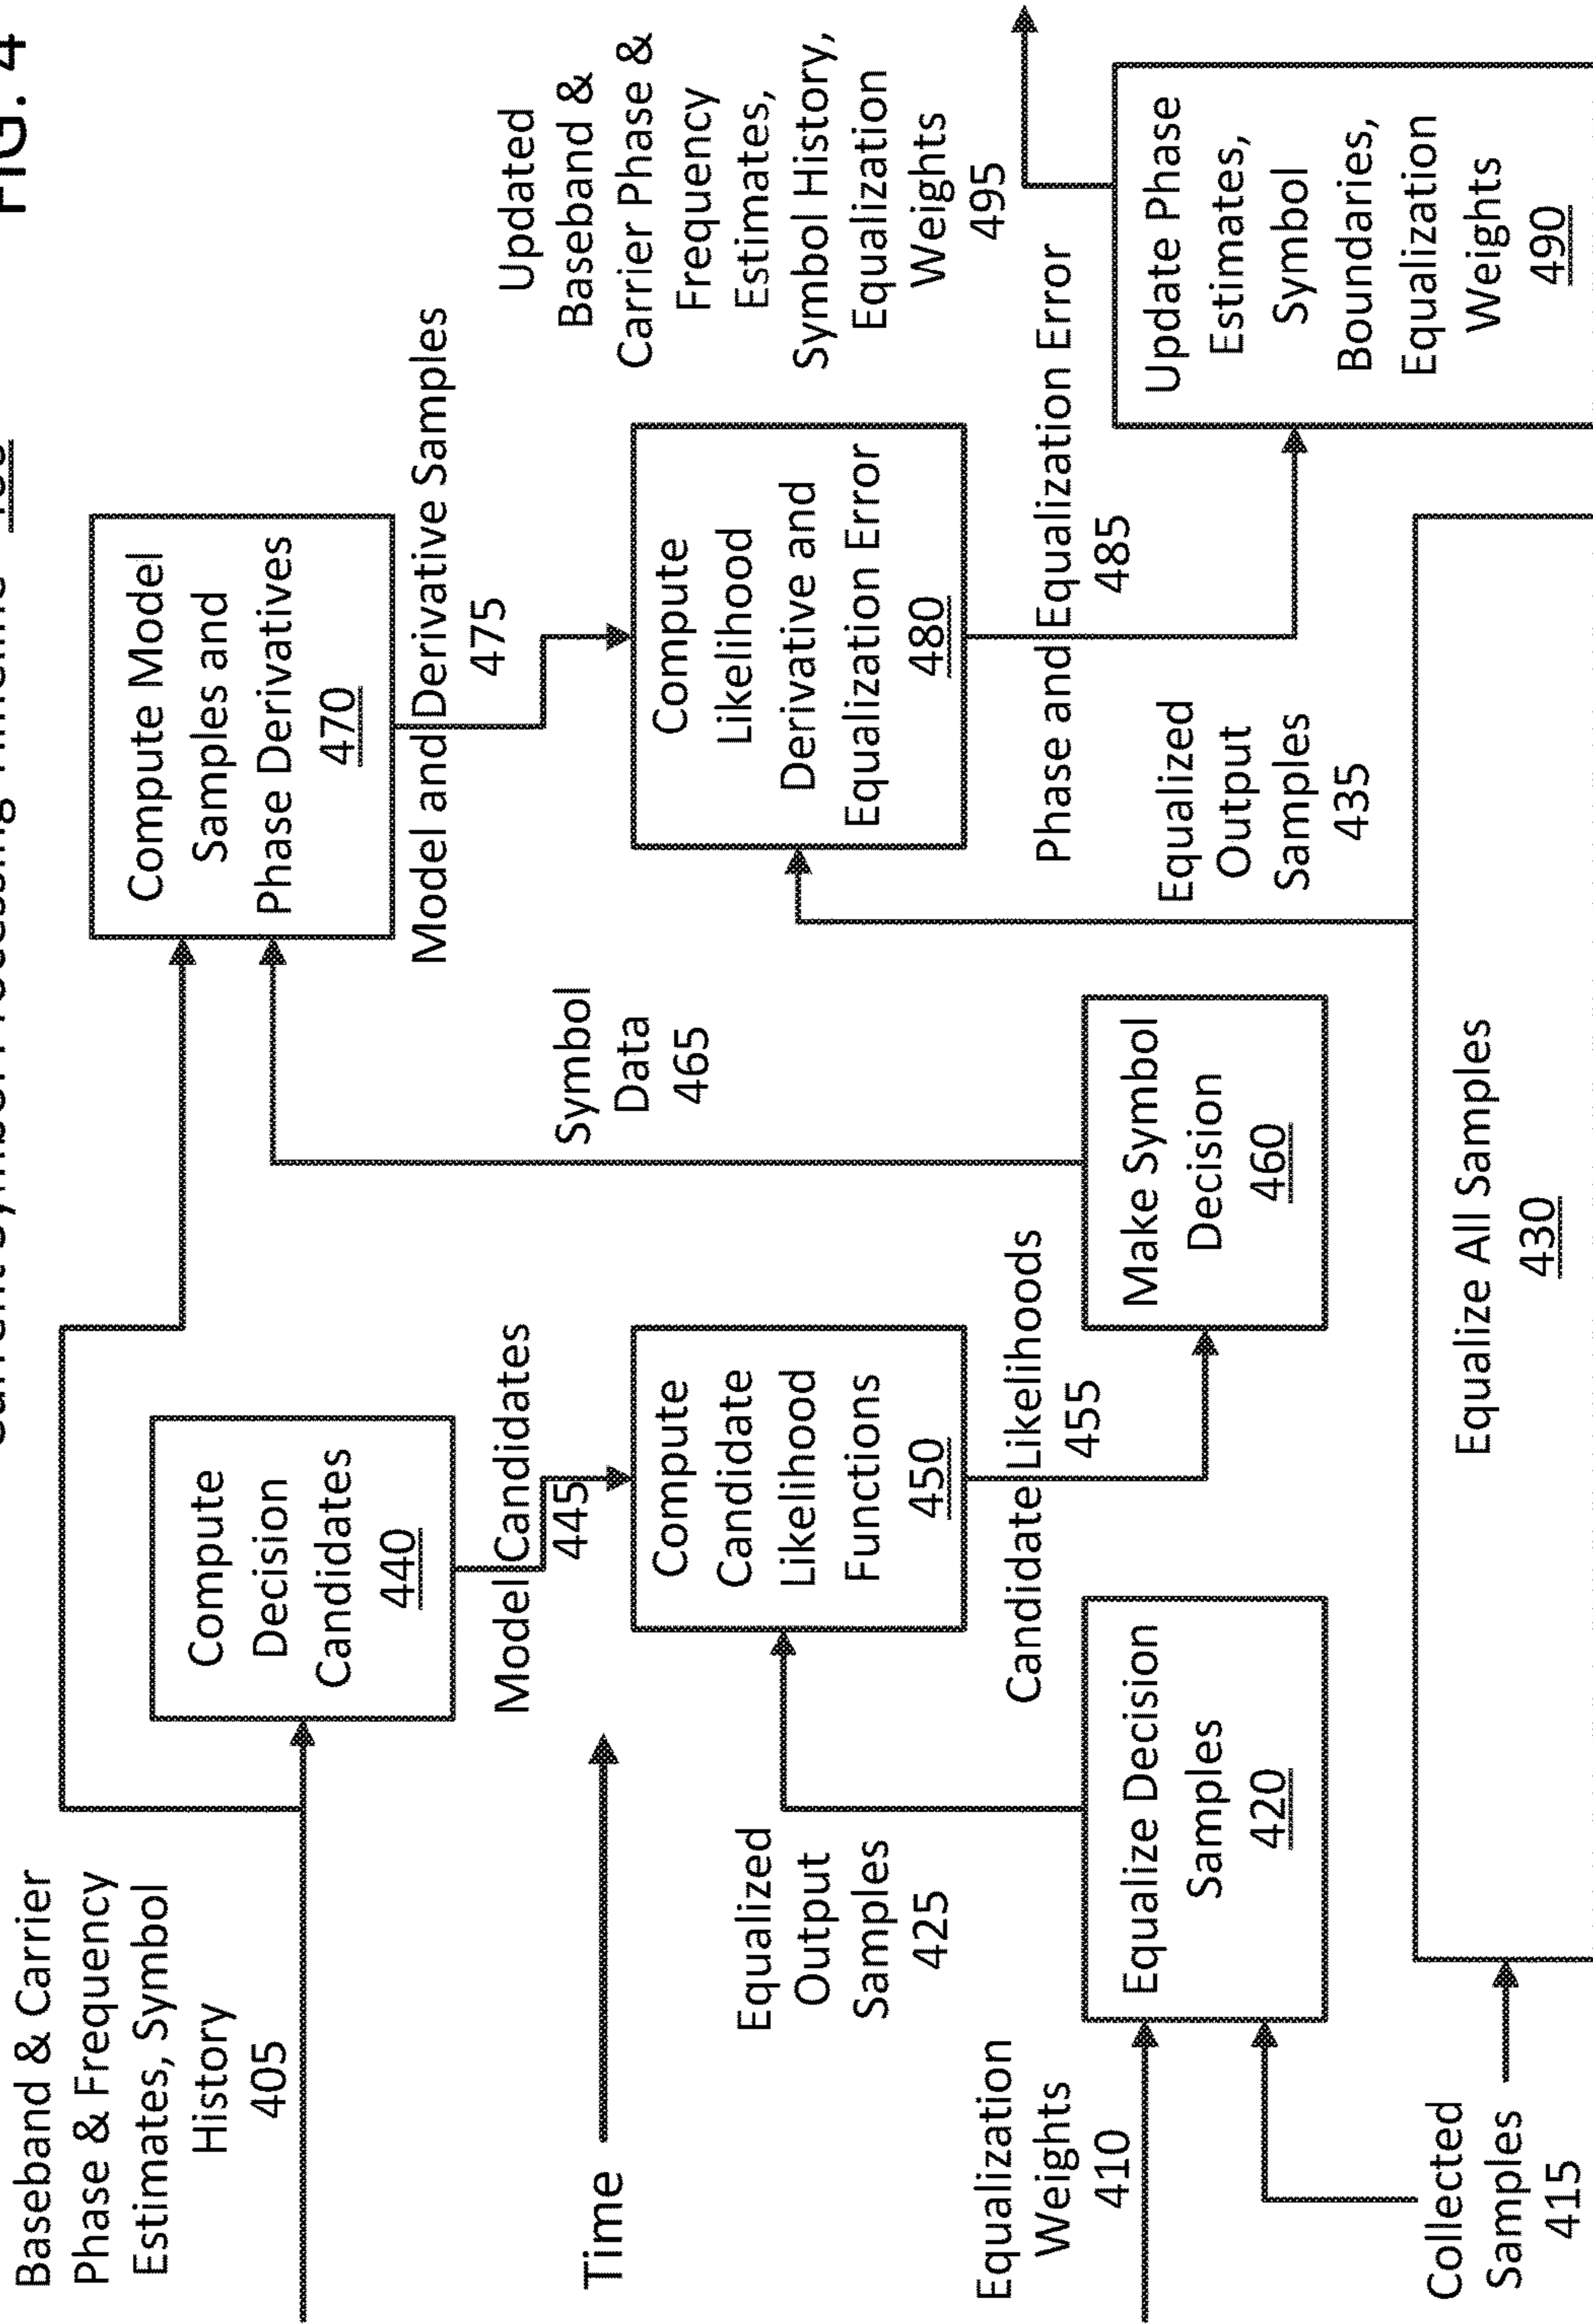 FIG. 4
Baseband & Carrier
Phase & Frequency
Estimates, Symbol
History
405
Compute
Decision
Candidates
440
Compute Model
Samples and
Phase Derivatives
470
Model Candidates
445
Model and Derivative Samples
475
Time
Symbol
Data
465
Updated
Baseband &
Carrier Phase &
Frequency
Estimates,
Symbol History,
Equalization
Weights
495
Equalized
Output
Samples
425
Compute
Candidate
Likelihood
Functions
450
Compute
Likelihood
Derivative and
Equalization Error
480
Candidate Likelihoods
455
Phase and Equalization Error
485
Equalization
Weights
410
Equalize Decision
Samples
420
Make Symbol
Decision
460
Equalized
Output
Samples
435
Update Phase
Estimates,
Symbol
Boundaries,
Equalization
Weights
490
Collected
Samples
415
Equalize All Samples
430